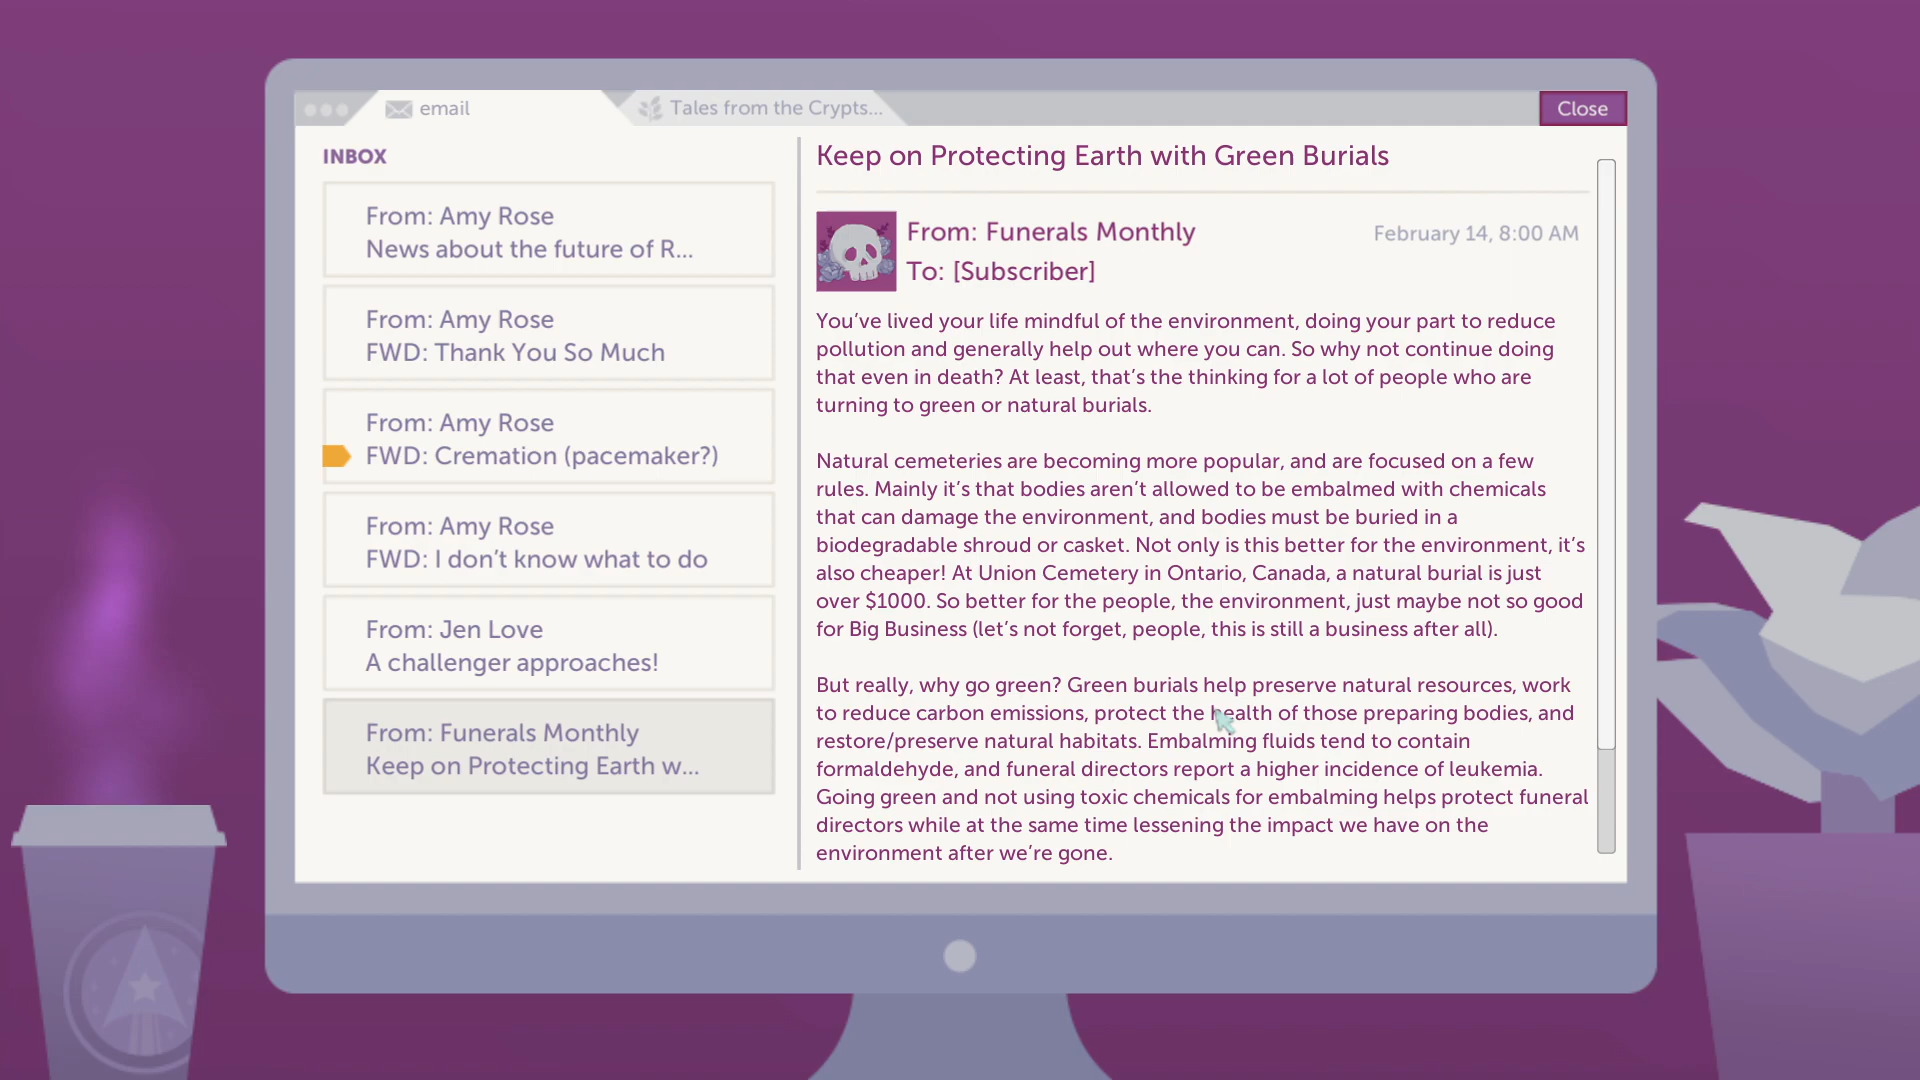 email
Tales from the Crypts...
Close
INBOX
From: Amy Rose
News about the future of R...
From: Amy Rose
FWD: Thank You So Much
From: Amy Rose
FWD: Cremation (pacemaker?)
From: Amy Rose
FWD: I don't know what to do
From: Jen Love
A challenger approaches!
From: Funerals Monthly
Keep on Protecting Earth w...
Keep on Protecting Earth with Green Burials
From: Funerals Monthly
February 14, 8:00 AM
To: [Subscriber]
You've lived your life mindful of the environment, doing your part to reduce
pollution and generally help out where you can. So why not continue doing
that even in death? At least, that's the thinking for a lot of people who are
turning to green or natural burials.
Natural cemeteries are becoming more popular, and are focused on a few
rules. Mainly it's that bodies aren't allowed to be embalmed with chemicals
that can damage the environment, and bodies must be buried in a
biodegradable shroud or casket. Not only is this better for the environment, it's
also cheaper! At Union Cemetery in Ontario, Canada, a natural burial is just
over $1000. So better for the people, the environment, just maybe not so good
for Big Business (let's not forget, people, this is still a business after all).
But really, why go green? Green burials help preserve natural resources, work
to reduce carbon emissions, protect the health of those preparing bodies, and
restore/preserve natural habitats. Embalming fluids tend to contain
formaldehyde, and funeral directors report a higher incidence of leukemia.
Going green and not using toxic chemicals for embalming helps protect funeral
directors while at the same time lessening the impact we have on the
environment after we're gone.